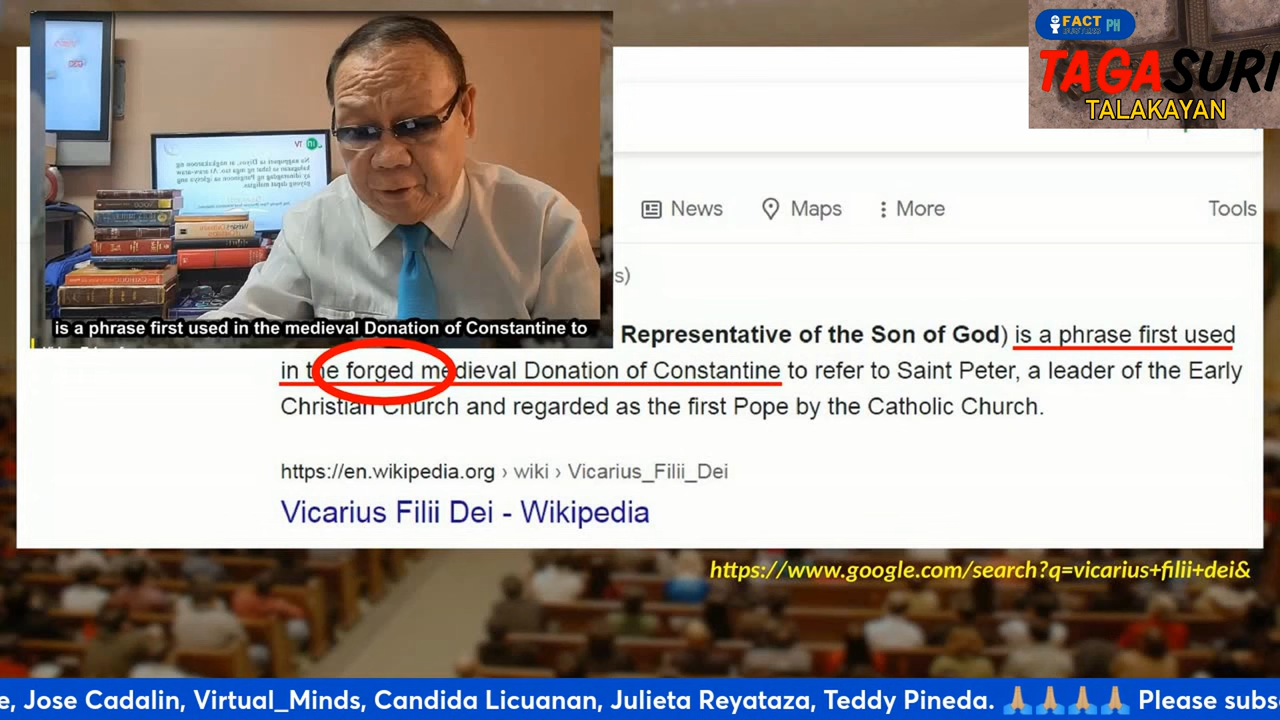 FACT
BUSTERS PH
TAGASURI
TALAKAYAN
is a phrase first used in the medieval Donation of Constantine to
News
Maps
More
Tools
s)
Representative of the Son of God) is a phrase first used
in the forged medieval Donation of Constantine to refer to Saint Peter, a leader of the Early
Christian Church and regarded as the first Pope by the Catholic Church.
https://en.wikipedia.org › wiki › Vicarius_Filii_Dei
Vicarius Filii Dei - Wikipedia
https://www.google.com/search?q=vicarius+filii+dei&
e, Jose Cadalin, Virtual_Minds, Candida Licuanan, Julieta Reyataza, Teddy Pineda. 🙏🏽🙏🏽🙏🏽🙏🏽 Please subs